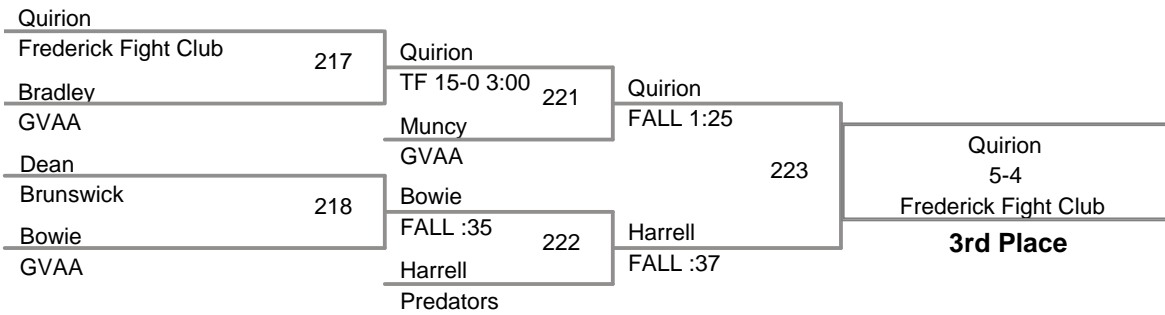 Quirion
Frederick Fight Club
217
Bradley
GVAA
Dean
Brunswick
218
Bowie
GVAA
Quirion
TF 15-0 3:00
221
Muncy
GVAA
Bowie
FALL :35
222
Harrell
Predators
Quirion
FALL 1:25
223
Harrell
FALL :37
Quirion
5-4
Frederick Fight Club
3rd Place